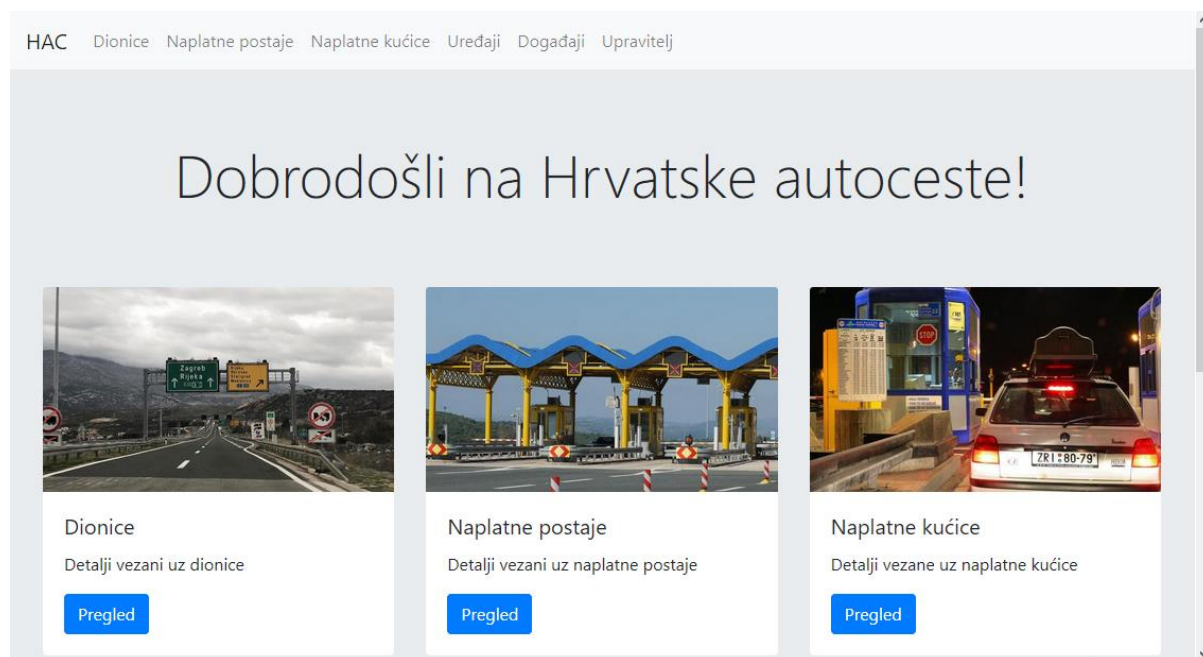 HAC Dionice Naplatne postaje Naplatne kućice Uređaji Događaji Upravitelj
Dobrodošli na Hrvatske autoceste!
Zagreb
Rijeka
STOP
ZRI 80-79
Dionice
Naplatne postaje
Naplatne kućice
Detalji vezani uz dionice
Detalji vezani uz naplatne postaje
Detalji vezane uz naplatne kućice
Pregled
Pregled
Pregled